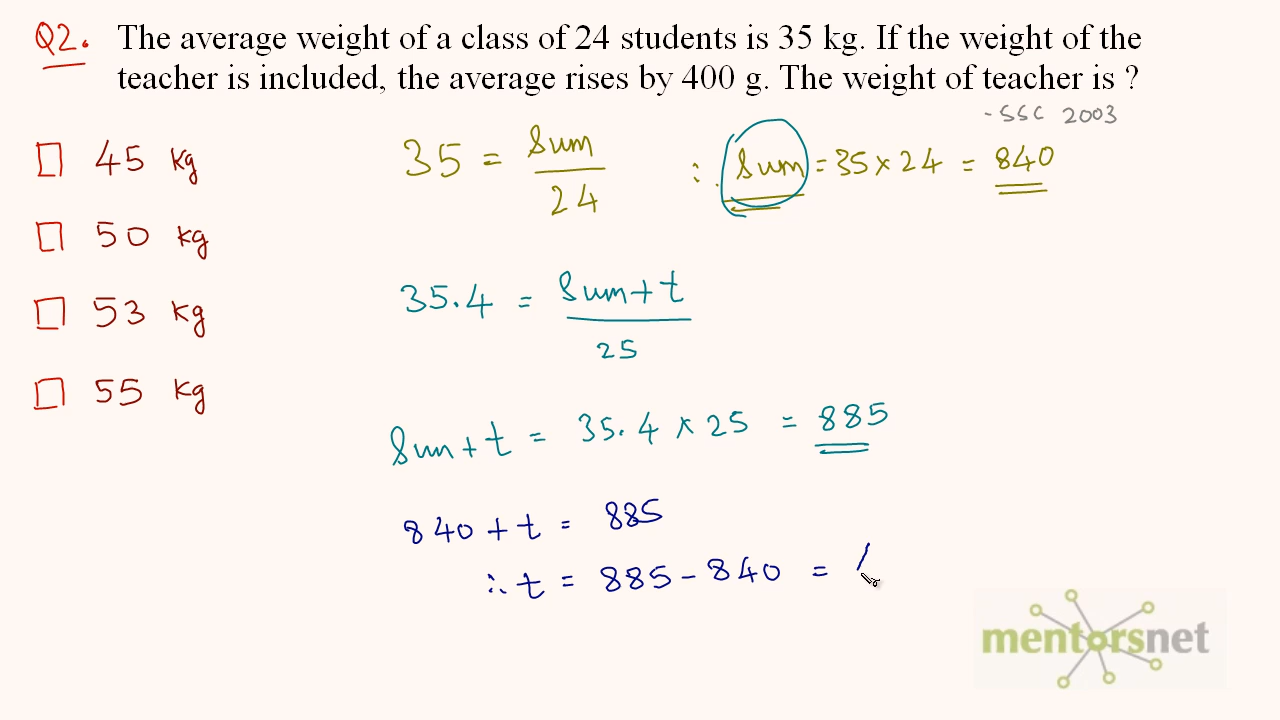 Q2. The average weight of a class of 24 students is 35 kg. If the weight of the
teacher is included, the average rises by 400 g. The weight of teacher is ?
- SSC 2003
45 kg
50 kg
53 kg
55 kg
35 = Sum / 24
∴ Sum = 35 × 24 = 840
35.4 = Sum + t / 25
Sum + t = 35.4 × 25 = 885
840 + t = 885
∴ t = 885 - 840 =
mentorsnet